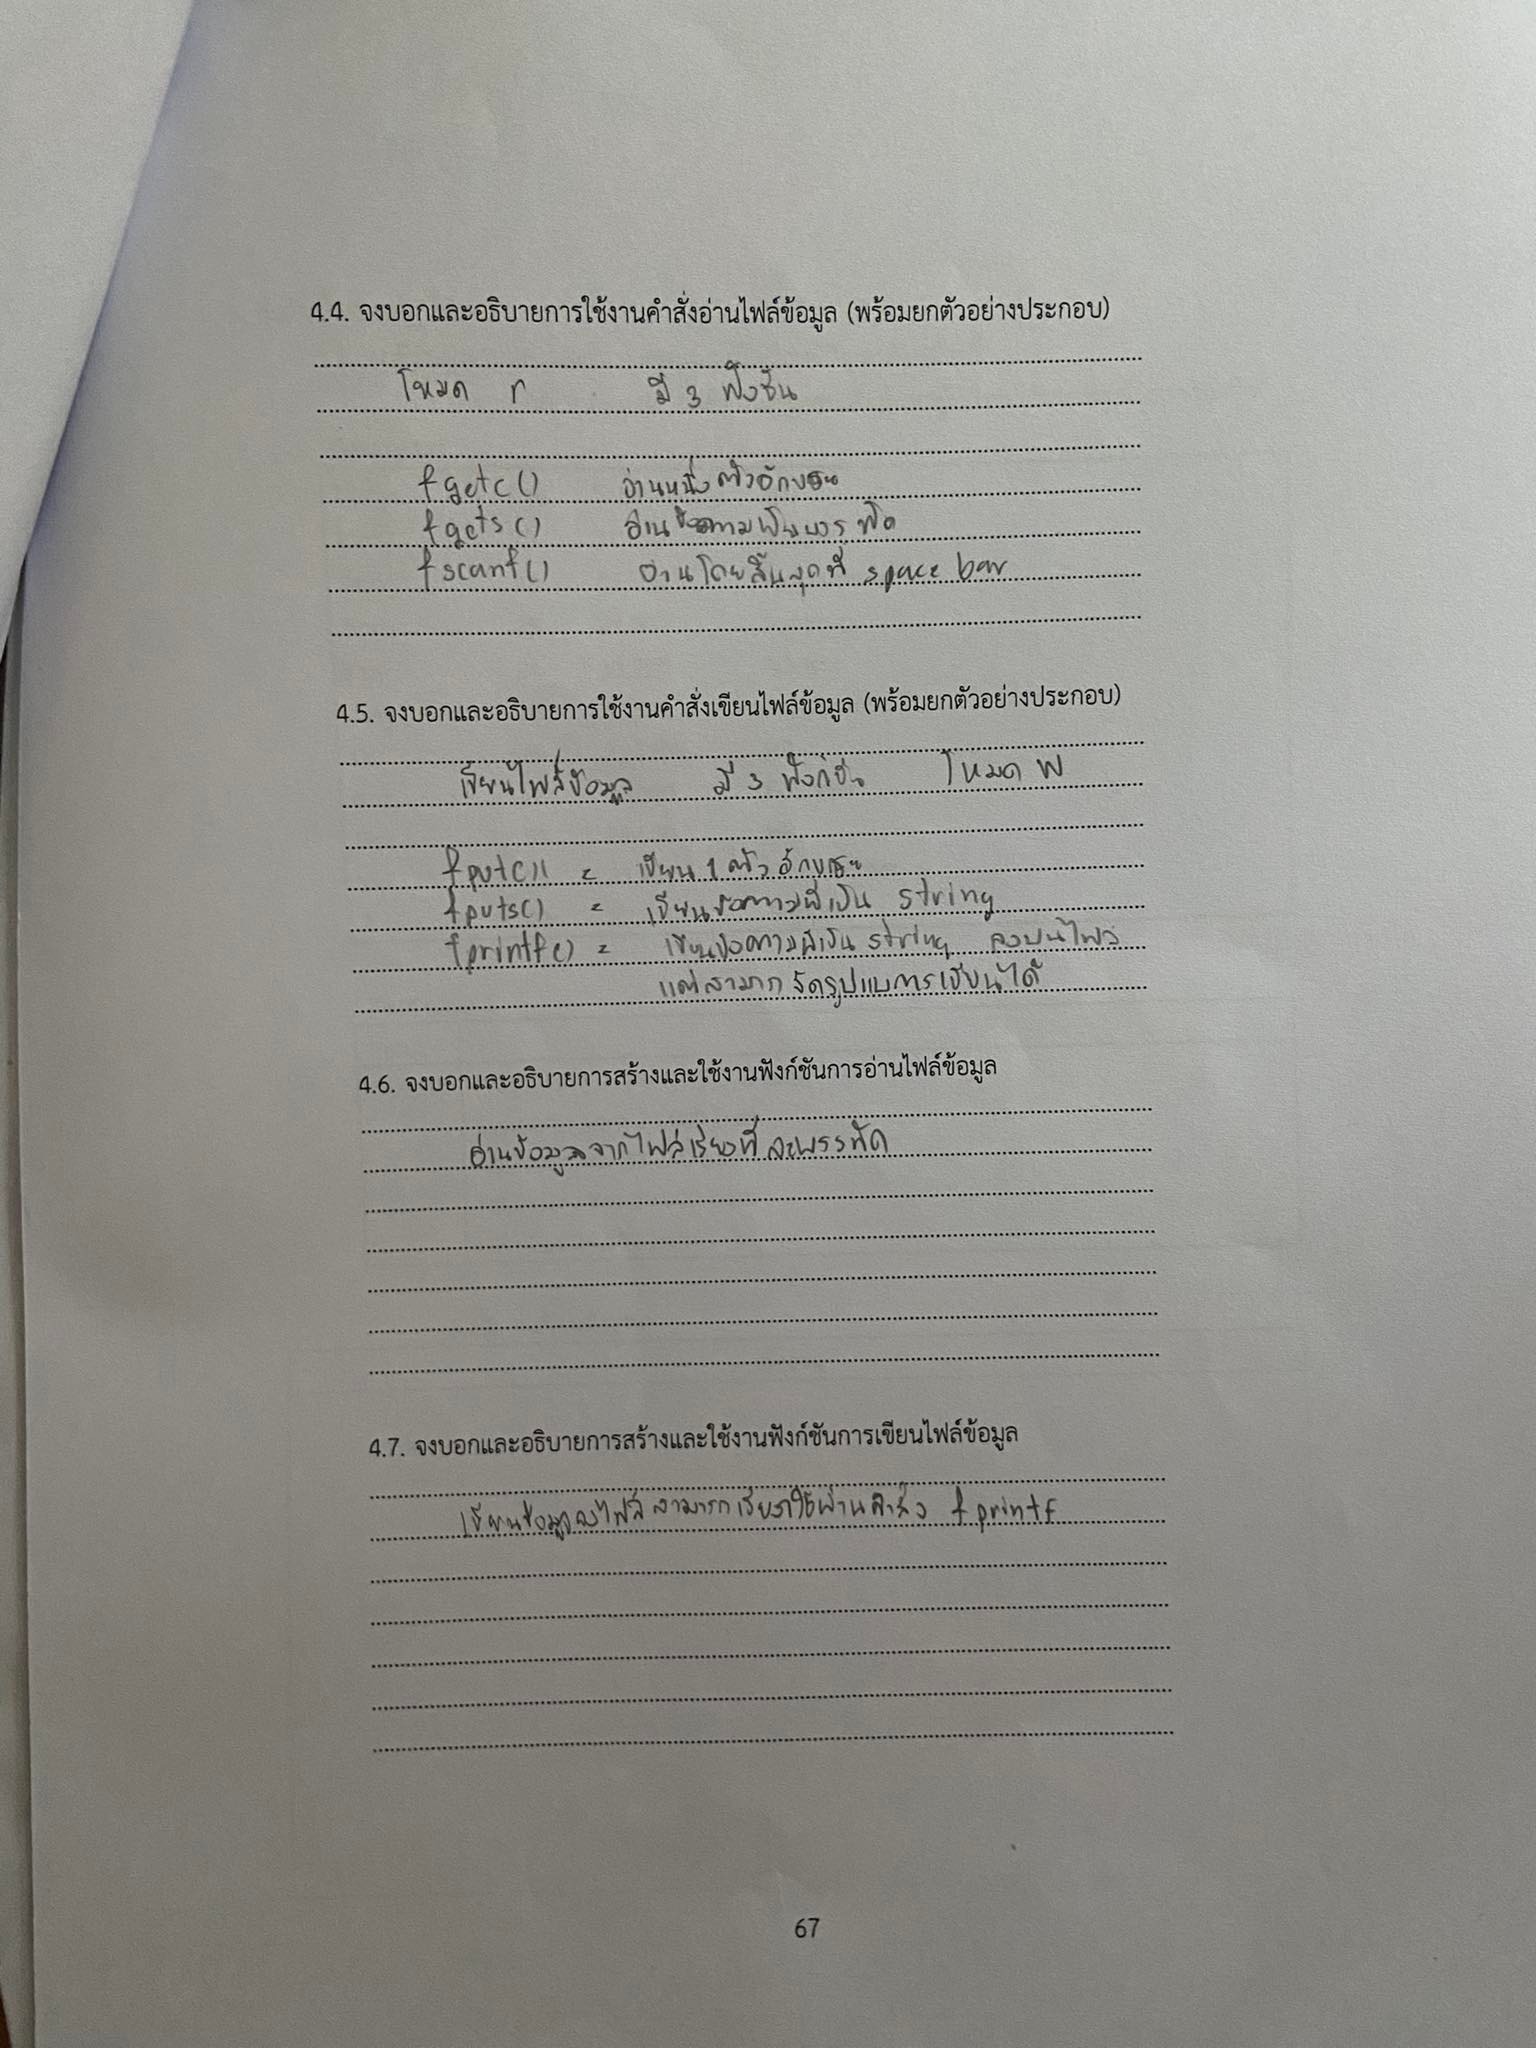 4.4. จงบอกและอธิบายการใช้งานคำสั่งอ่านไฟล์ข้อมูล (พร้อมยกตัวอย่างประกอบ)
โหมด r มี 3 ฟังชัน
fgetc() อ่านหนึ่งตัวอักษร
fgets() อ่านข้อความเป็นบรรทัด
fscanf() อ่านโดยสิ้นสุดที่ space bar
4.5. จงบอกและอธิบายการใช้งานคำสั่งเขียนไฟล์ข้อมูล (พร้อมยกตัวอย่างประกอบ)
เขียนไฟล์ข้อมูล มี 3 ฟังก์ชัน โหมด w
fputc() = เขียน 1 ตัวอักษร
fputs() = เขียนข้อความที่เป็น string
fprintf() = เขียนข้อความที่เป็น string ลงบนไฟล์
แต่สามาถ จัดรูปแบบการเขียนได้
4.6. จงบอกและอธิบายการสร้างและใช้งานฟังก์ชันการอ่านไฟล์ข้อมูล
อ่านข้อมูลจากไฟล์เรียงทีละบรรทัด
4.7. จงบอกและอธิบายการสร้างและใช้งานฟังก์ชันการเขียนไฟล์ข้อมูล
เขียนข้อมูลลงไฟล์ สามารถเรียกใช้ผ่านคำสั่ง fprintf
67